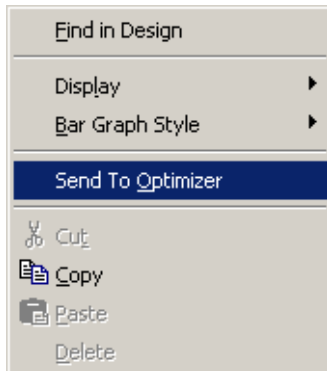 Find in Design
Display
Bar Graph Style
Send To Optimizer
Cut
Copy
Paste
Delete